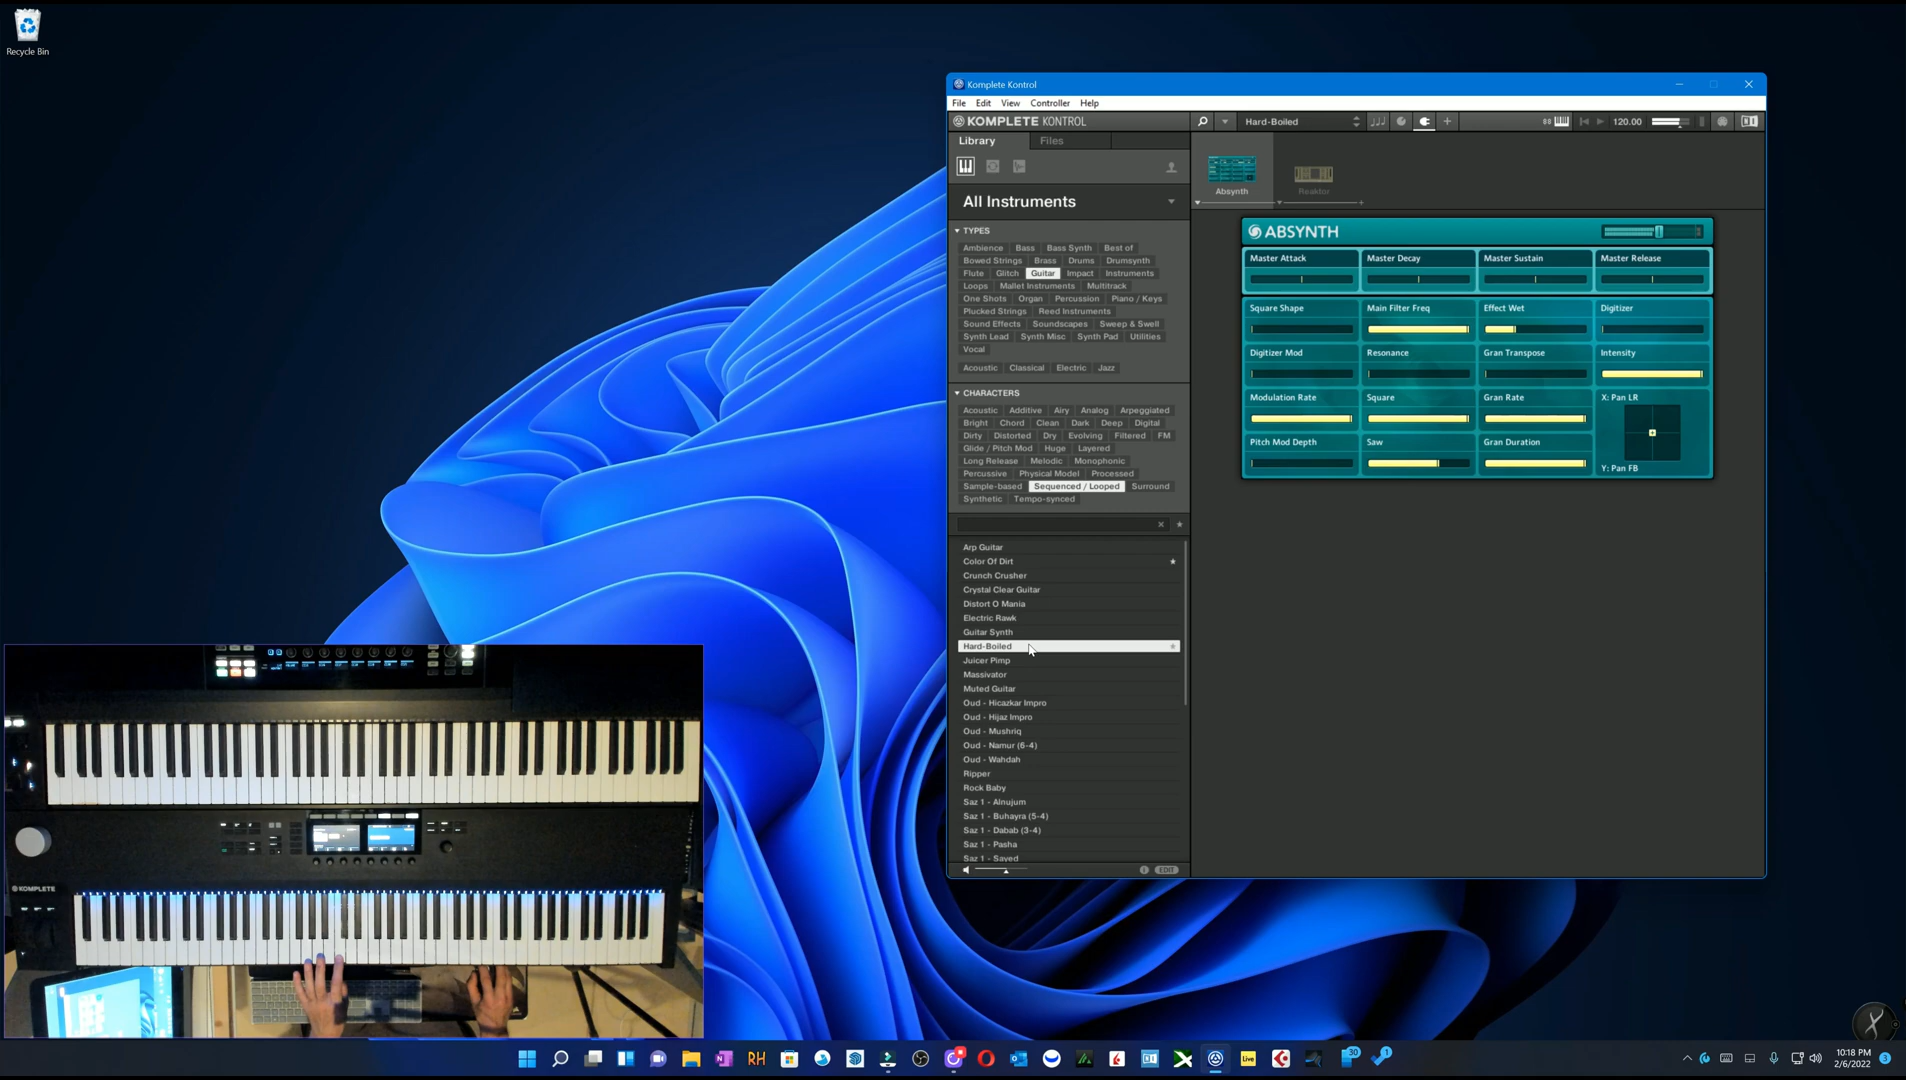 Recycle Bin
Komplete Kontrol
File Edit View Controller Help
KOMPLETE KONTROL
Hard-Boiled
88
120.00
Library Files
All Instruments
Absynth
Reaktor
TYPES
Ambience Bass Bass Synth Best of
Bowed Strings Brass Drums Drumsynth
Flute Glitch Guitar Impact Instruments
Loops Mallet Instruments Multitrack
One Shots Organ Percussion Piano / Keys
Plucked Strings Reed Instruments
Sound Effects Soundscapes Sweep & Swell
Synth Lead Synth Misc Synth Pad Utilities
Vocal
Acoustic Classical Electric Jazz
CHARACTERS
Acoustic Additive Airy Analog Arpeggiated
Bright Chord Clean Dark Deep Digital
Dirty Distorted Dry Evolving Filtered FM
Glide / Pitch Mod Huge Layered
Long Release Melodic Monophonic
Percussive Physical Model Processed
Sample-based Sequenced / Looped Surround
Synthetic Tempo-synced
Arp Guitar
Color Of Dirt
Crunch Crusher
Crystal Clear Guitar
Distort O Mania
Electric Rawk
Guitar Synth
Hard-Boiled
Juicer Pimp
Massivator
Muted Guitar
Oud - Hicazkar Impro
Oud - Hijaz Impro
Oud - Mushriq
Oud - Namur (6-4)
Oud - Wahdah
Ripper
Rock Baby
Saz 1 - Alnujum
Saz 1 - Buhayra (5-4)
Saz 1 - Dabab (3-4)
Saz 1 - Pasha
Saz 1 - Sayed
EDIT
ABSYNTH
Master Attack Master Decay Master Sustain Master Release
Square Shape Main Filter Freq Effect Wet Digitizer
Digitizer Mod Resonance Gran Transpose Intensity
Modulation Rate Square Gran Rate X: Pan LR
Pitch Mod Depth Saw Gran Duration
Y: Pan FB
KOMPLETE
RH
Live
30
1
10:18 PM
2/6/2022
3